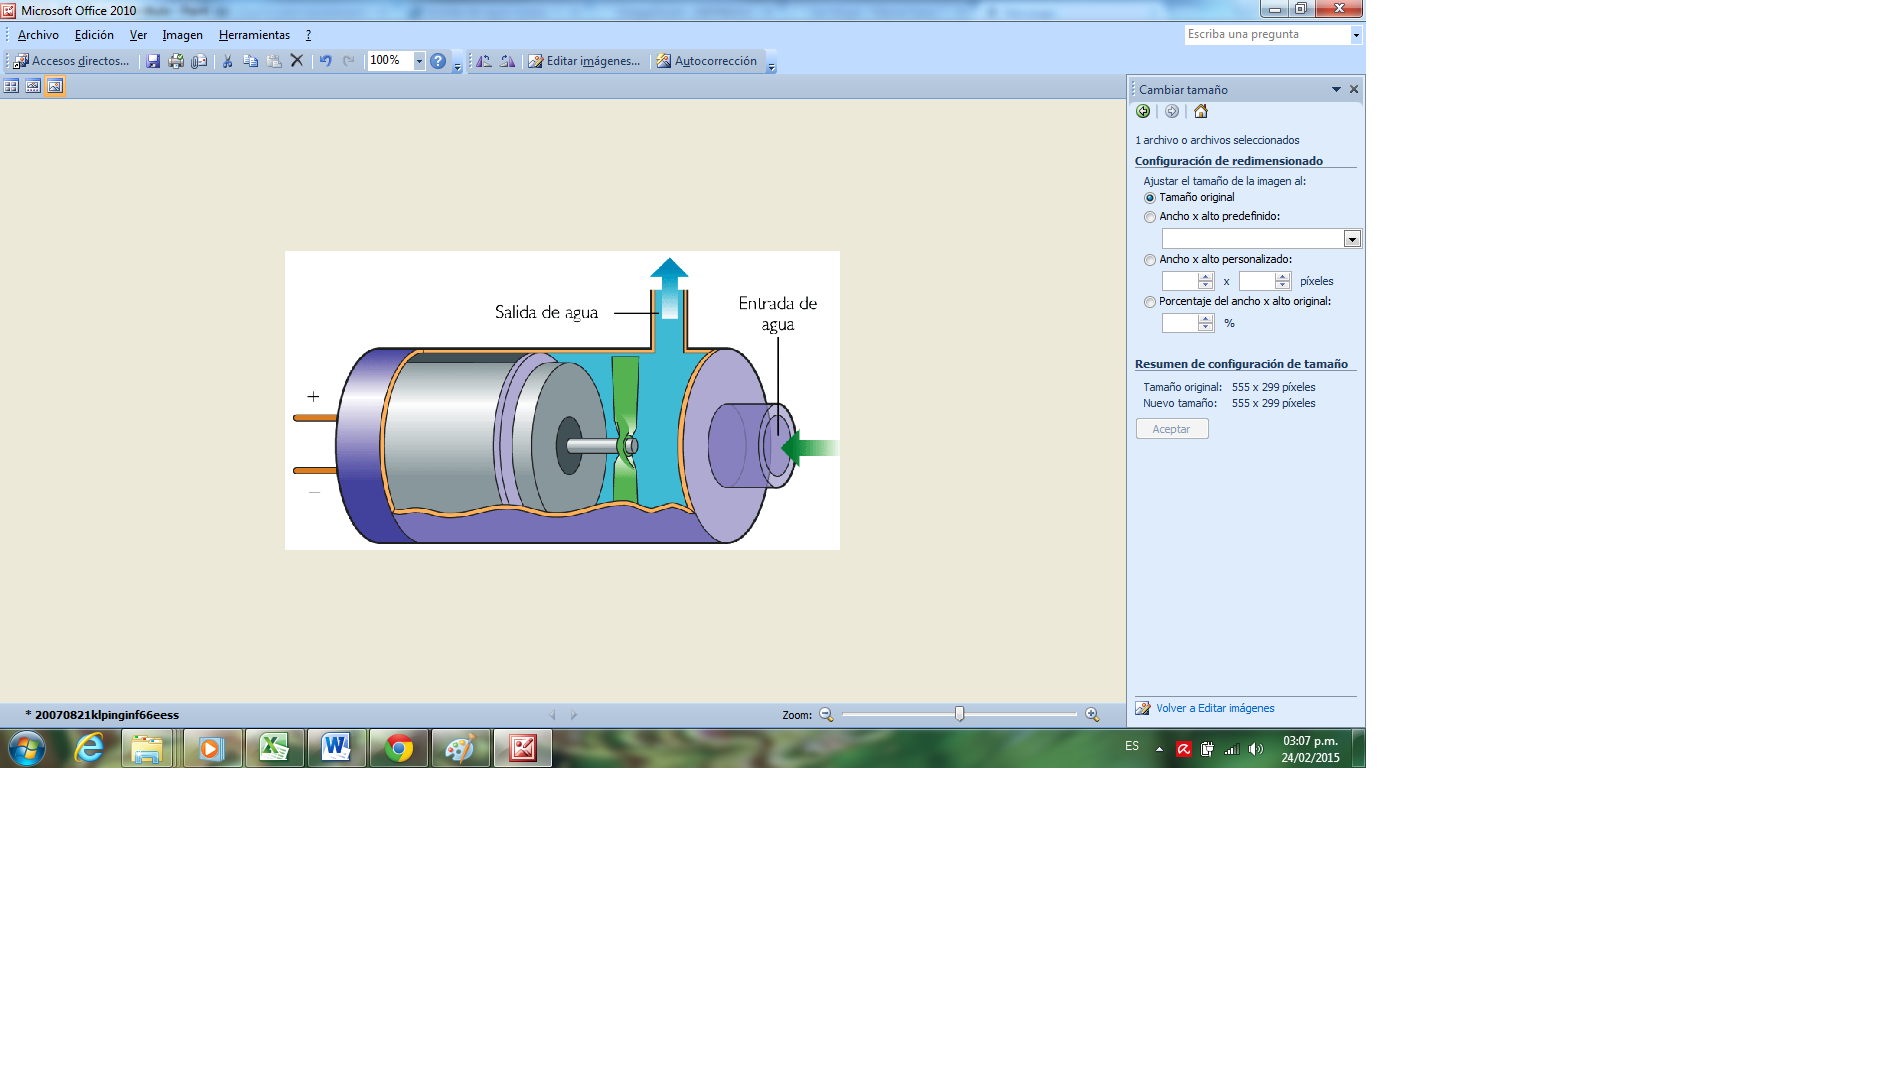 Microsoft Office 2010
Archivo Edición Ver Imagen Herramientas ?
Escriba una pregunta
Accesos directos... 100% Editar imágenes... Autocorrección
Cambiar tamaño
1 archivo o archivos seleccionados
Configuración de redimensionado
Ajustar el tamaño de la imagen al:
Tamaño original
Ancho x alto predefinido:
Ancho x alto personalizado:
x píxeles
Porcentaje del ancho x alto original:
%
Resumen de configuración de tamaño
Tamaño original: 555 x 299 píxeles
Nuevo tamaño: 555 x 299 píxeles
Aceptar
Volver a Editar imágenes
Salida de agua
Entrada de
agua
+
−
* 20070821klpinginf66eess
Zoom:
ES
03:07 p.m.
24/02/2015